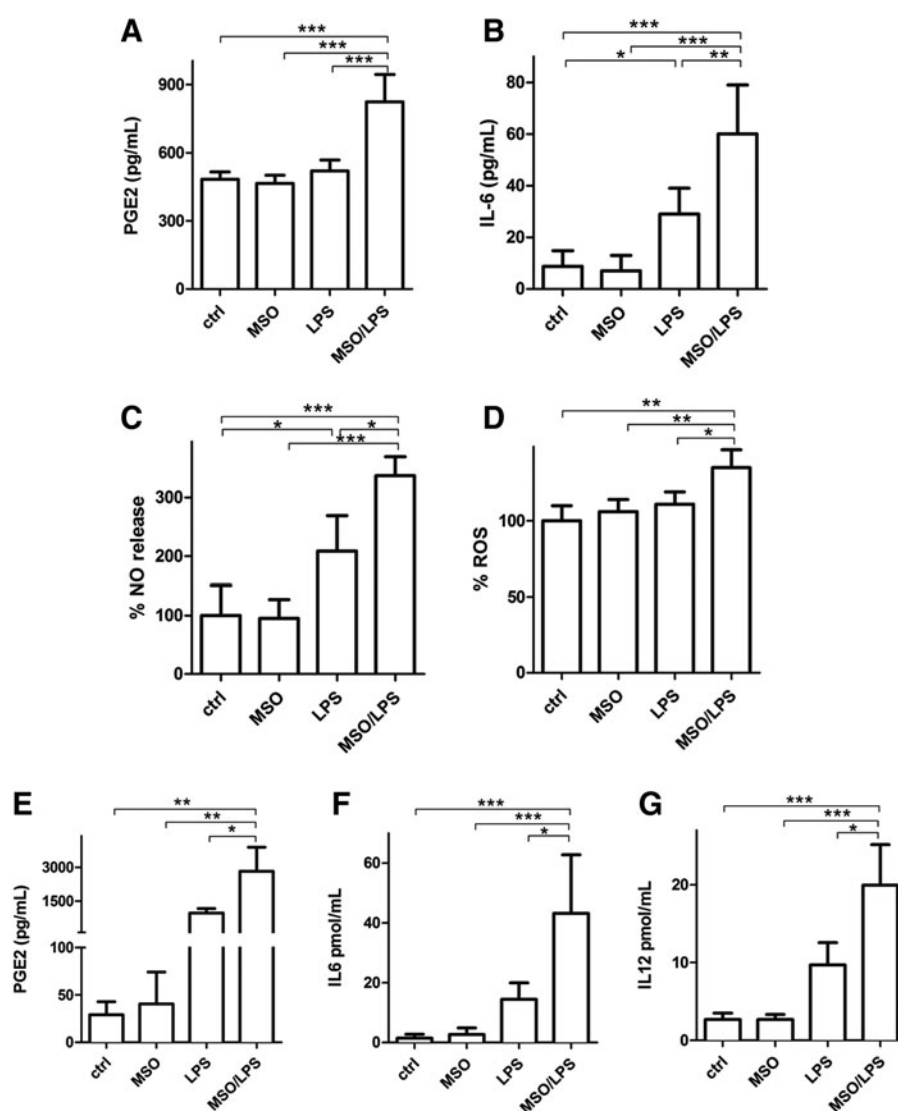 A
***
***
***
PGE2 (pg/mL)
900
600
300
0
ctrl
MSO
LPS
MSO/LPS
B
***
***
*
**
IL-6 (pg/mL)
80
60
40
20
0
ctrl
MSO
LPS
MSO/LPS
C
***
*
*
***
% NO release
300
200
100
0
ctrl
MSO
LPS
MSO/LPS
D
**
**
*
% ROS
100
50
0
ctrl
MSO
LPS
MSO/LPS
E
**
**
*
PGE2 (pg/mL)
3000
1500
100
50
0
ctrl
MSO
LPS
MSO/LPS
F
***
***
*
IL6 pmol/mL
60
40
20
0
ctrl
MSO
LPS
MSO/LPS
G
***
***
*
IL12 pmol/mL
20
10
0
ctrl
MSO
LPS
MSO/LPS